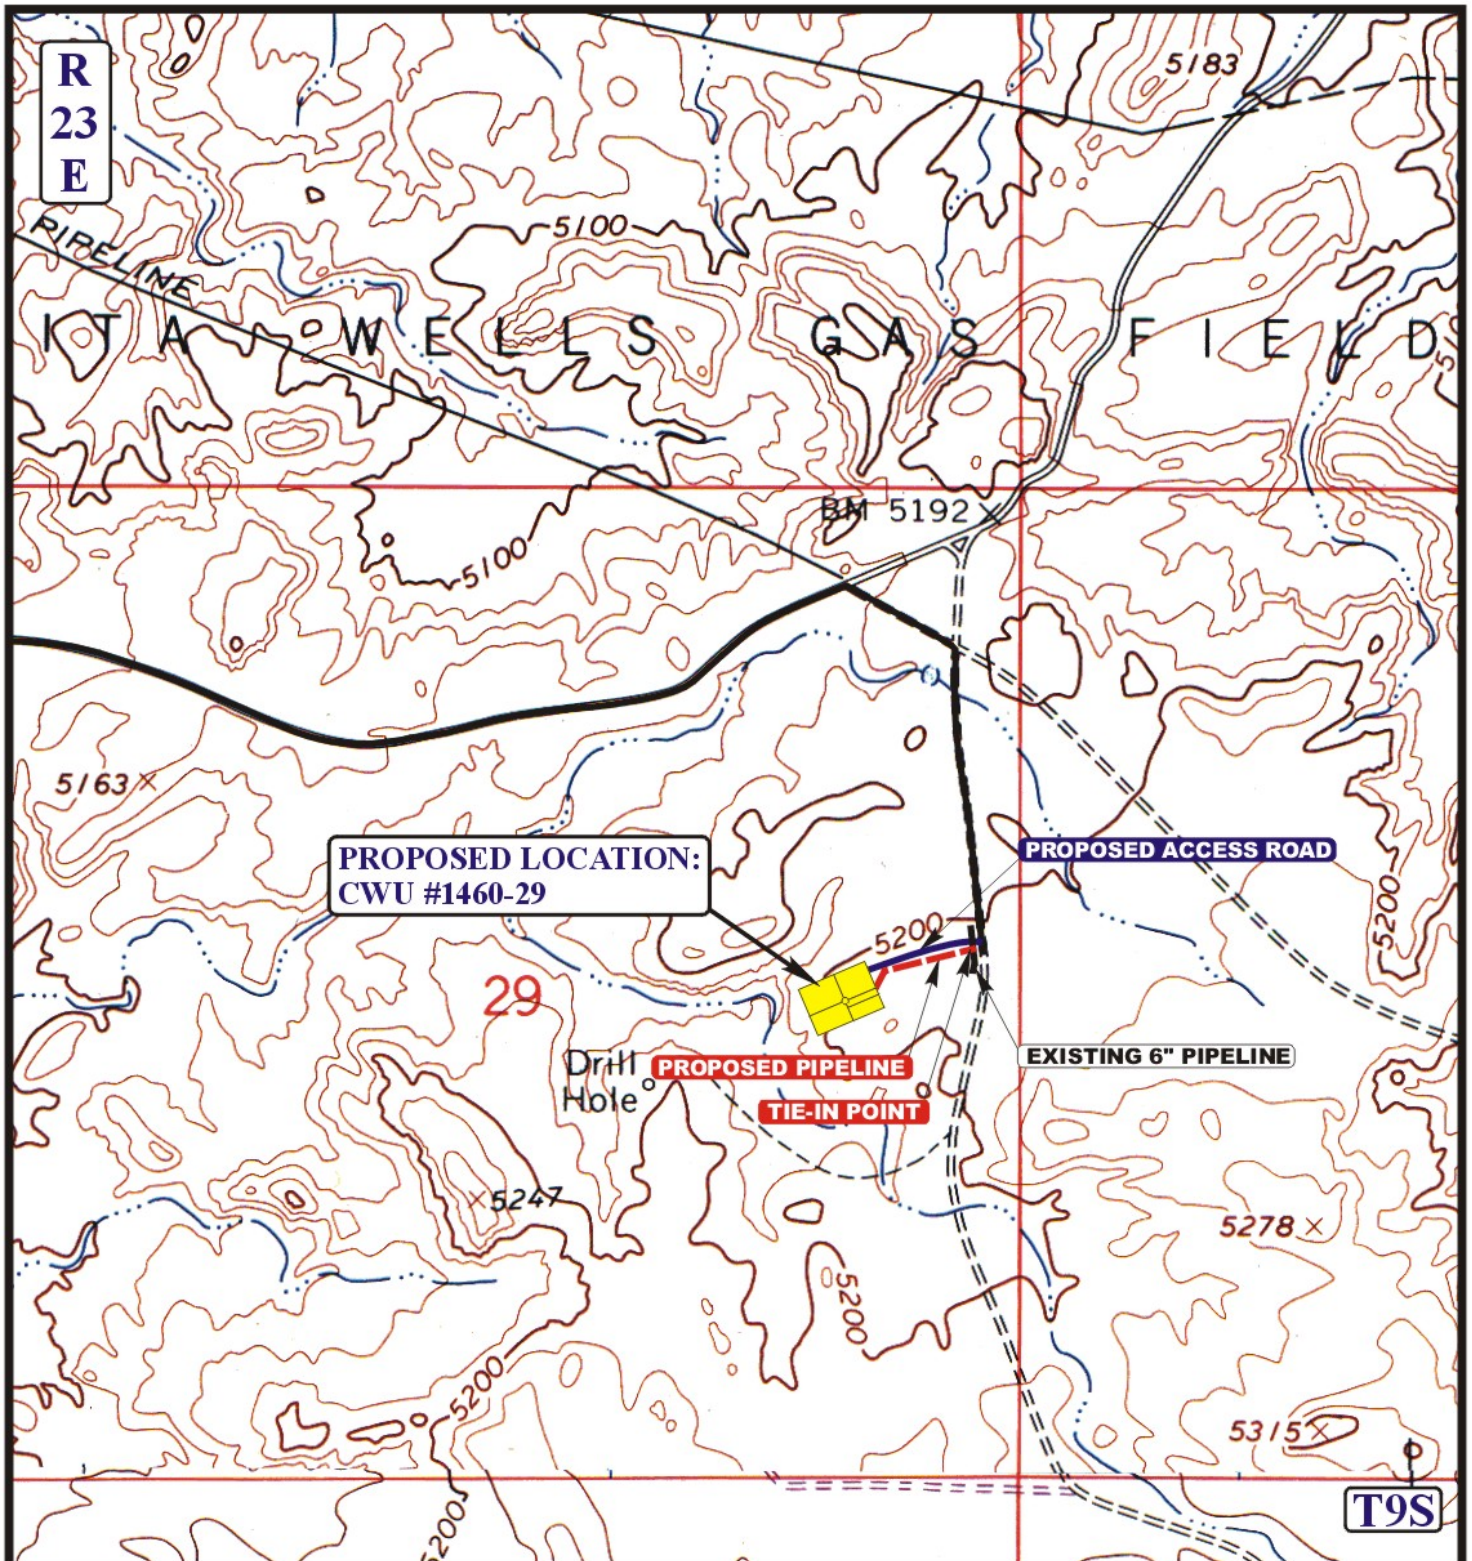 R
23
E
5183
PIPELINE
5100
ITA WELLS GAS FIELD
BM 5192
5100
5163
PROPOSED LOCATION:
CWU #1460-29
PROPOSED ACCESS ROAD
5200
5200
29
EXISTING 6" PIPELINE
Drill
Hole
PROPOSED PIPELINE
TIE-IN POINT
5247
5278
5200
5200
5315
T9S
5200